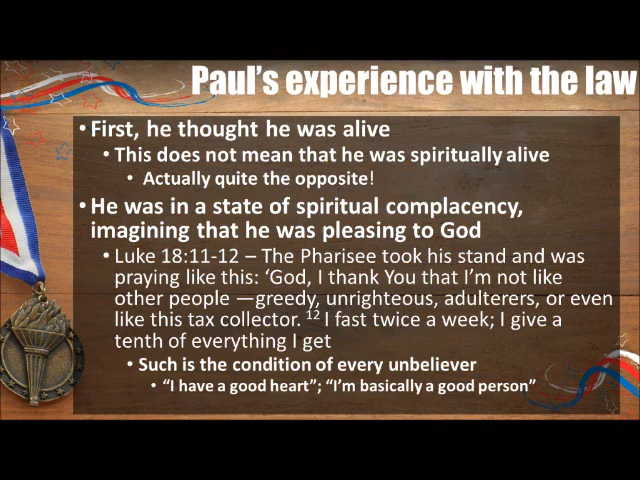 Paul's experience with the law
• First, he thought he was alive
• This does not mean that he was spiritually alive
• Actually quite the opposite!
• He was in a state of spiritual complacency,
imagining that he was pleasing to God
• Luke 18:11-12 – The Pharisee took his stand and was
praying like this: ‘God, I thank You that I’m not like
other people —greedy, unrighteous, adulterers, or even
like this tax collector. ¹² I fast twice a week; I give a
tenth of everything I get
• Such is the condition of every unbeliever
• “I have a good heart”; “I’m basically a good person”